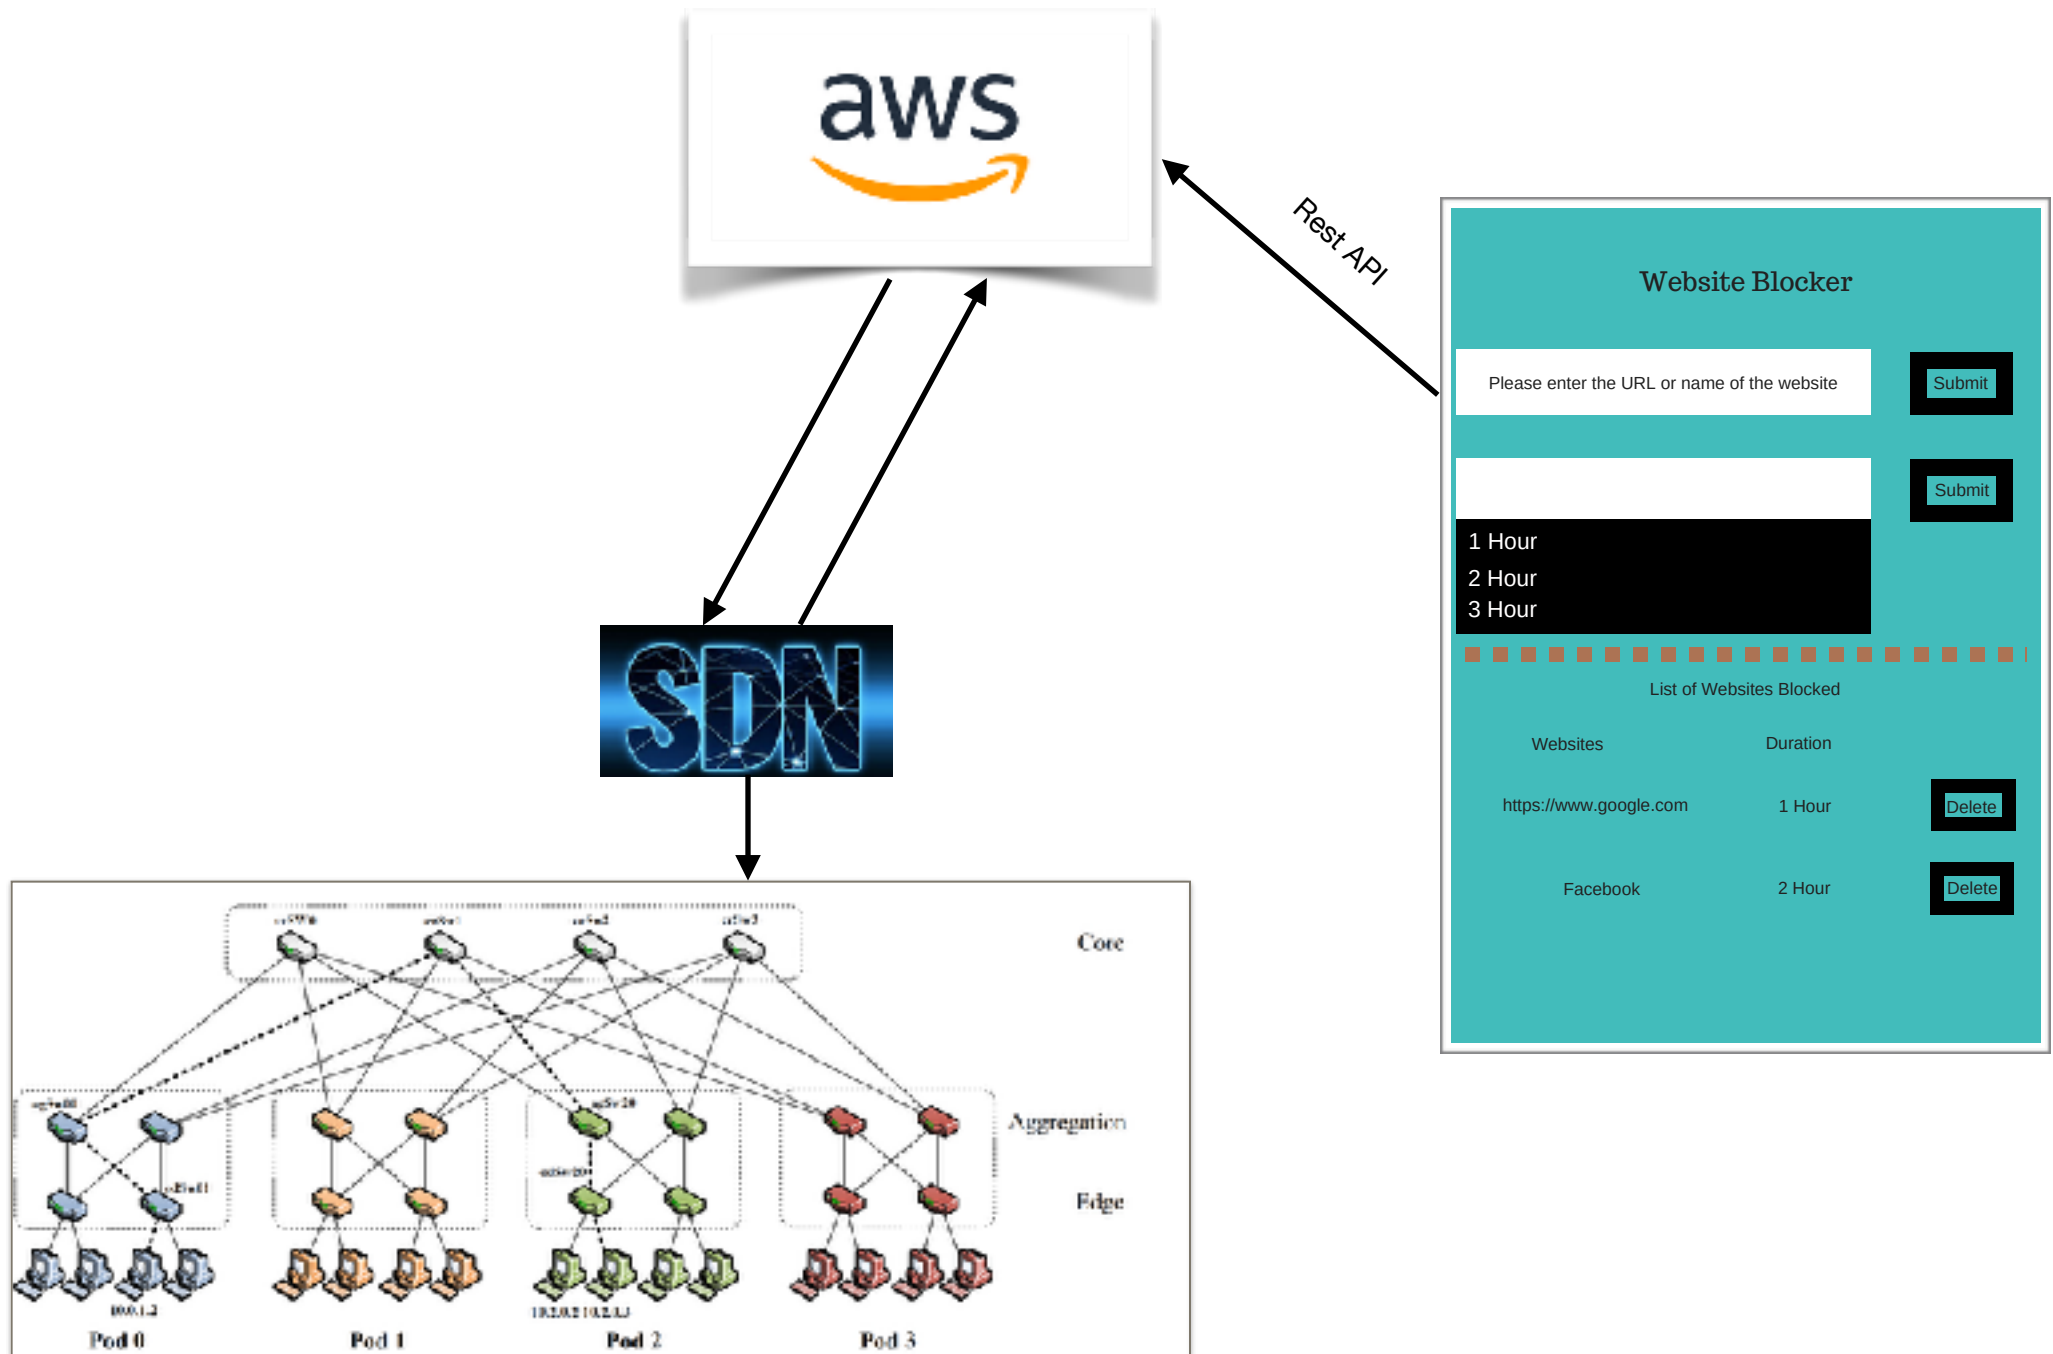 aws
Rest API
Website Blocker
Please enter the URL or name of the website
Submit
Submit
1 Hour
2 Hour
3 Hour
List of Websites Blocked
Websites Duration
https://www.google.com 1 Hour Delete
Facebook 2 Hour Delete
SDN
Core
Aggregation
Edge
Pod 0 Pod 1 Pod 2 Pod 3